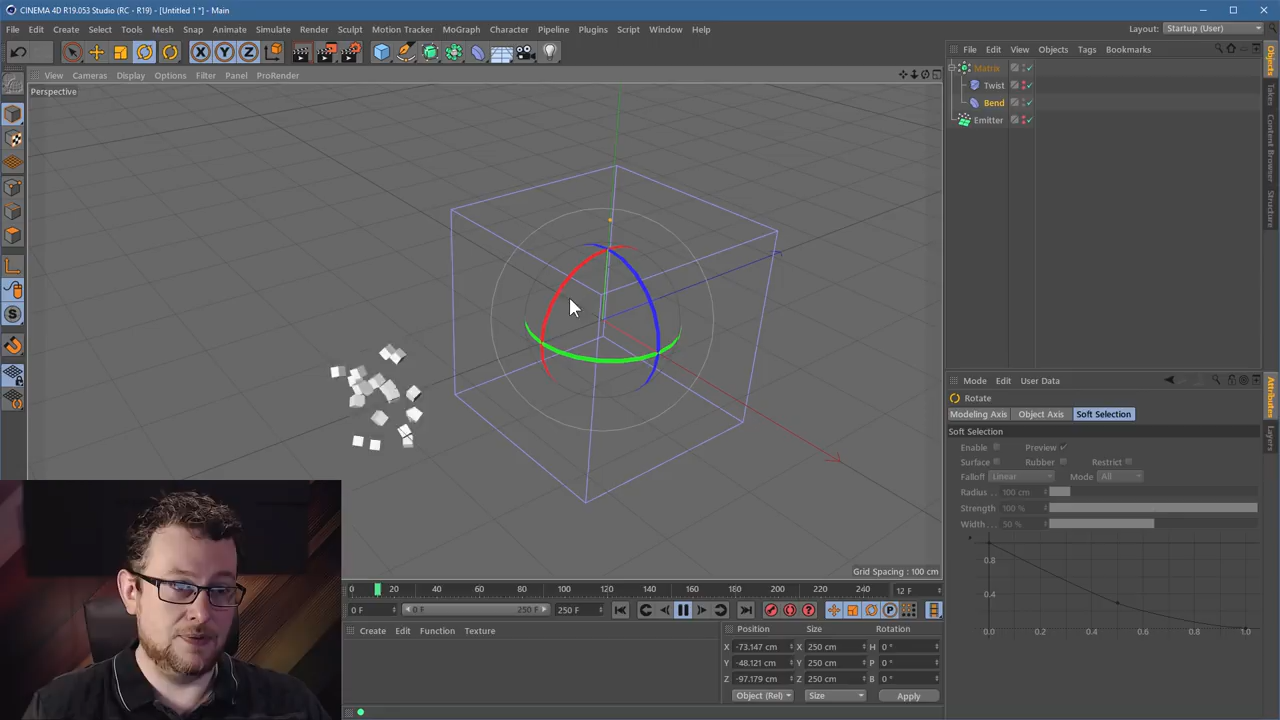 CINEMA 4D R19.053 Studio (RC - R19) - [Untitled 1 *] - Main
File Edit Create Select Tools Mesh Snap Animate Simulate Render Sculpt Motion Tracker MoGraph Character Pipeline Plugins Script Window Help
Layout: Startup (User)
X Y Z
View Cameras Display Options Filter Panel ProRender
Perspective
File Edit View Objects Tags Bookmarks
Matrix
Twist
Bend
Emitter
Objects
Takes
Content Browser
Structure
Mode Edit User Data
Rotate
Modeling Axis Object Axis Soft Selection
Soft Selection
Enable Preview
Surface Rubber Restrict
Falloff Linear Mode All
Radius . . 100 cm
Strength 100 %
Width . . 50 %
0.8
0.4
0.0 0.2 0.4 0.6 0.8 1.0
Attributes
Layers
Grid Spacing : 100 cm
0 20 40 60 80 100 120 140 160 180 200 220 240 12 F
0 F 0 F 250 F 250 F
Create Edit Function Texture
Position Size Rotation
X -73.147 cm X 250 cm H 0 °
Y -48.121 cm Y 250 cm P 0 °
Z -97.179 cm Z 250 cm B 0 °
Object (Rel) Size Apply